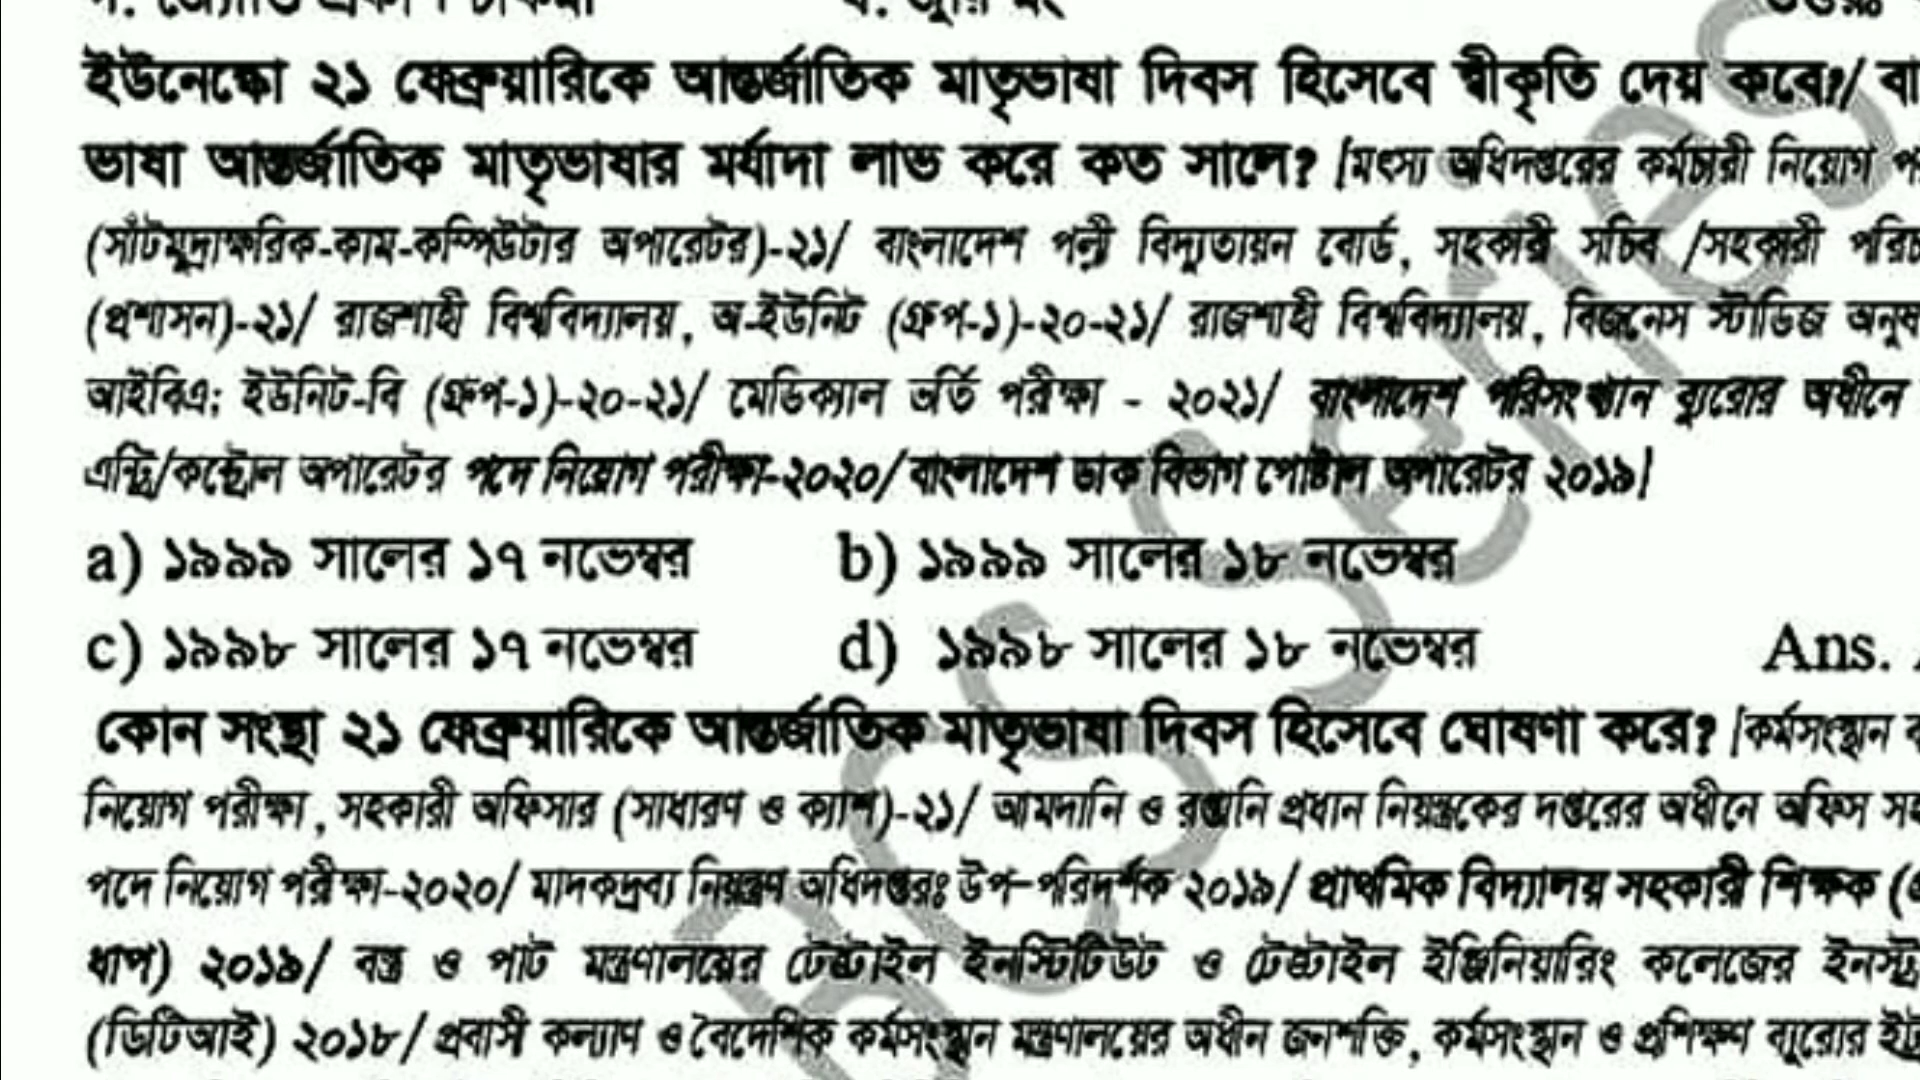 ইউনেস্কো ২১ ফেব্রুয়ারিকে আন্তর্জাতিক মাতৃভাষা দিবস হিসেবে স্বীকৃতি দেয় কবে?/ বা
ভাষা আন্তর্জাতিক মাতৃভাষার মর্যাদা লাভ করে কত সালে? [মৎস্য অধিদপ্তরের কর্মচারী নিয়োগ
(সাঁটমুদ্রাক্ষরিক-কাম-কম্পিউটার অপারেটর)-২১/ বাংলাদেশ পল্লী বিদ্যুতায়ন বোর্ড, সহকারী সচিব /সহকারী
(প্রশাসন)-২১/ রাজশাহী বিশ্ববিদ্যালয়, অ-ইউনিট (গ্রুপ-১)-২০-২১/ রাজশাহী বিশ্ববিদ্যালয়, বিজনেস স্টাডিজ
আইবিএ; ইউনিট-বি (গ্রুপ-১)-২০-২১/ মেডিক্যাল ভর্তি পরীক্ষা - ২০২১/ বাংলাদেশ পরিসংখ্যান ব্যুরোর অধীনে
এন্ট্রি/কন্ট্রোল অপারেটর পদে নিয়োগ পরীক্ষা-২০২০/ বাংলাদেশ ডাক বিভাগ পোষ্টাল অপারেটর ২০১৯]
a) ১৯৯৯ সালের ১৭ নভেম্বর b) ১৯৯৯ সালের ১৮ নভেম্বর
c) ১৯৯৮ সালের ১৭ নভেম্বর d) ১৯৯৮ সালের ১৮ নভেম্বর Ans.
কোন সংস্থা ২১ ফেব্রুয়ারিকে আন্তর্জাতিক মাতৃভাষা দিবস হিসেবে ঘোষণা করে? [কর্মসংস্থান
নিয়োগ পরীক্ষা, সহকারী অফিসার (সাধারণ ও ক্যাশ)-২১/ আমদানি ও রপ্তানি প্রধান নিয়ন্ত্রকের দপ্তরের অধীনে অফিস
পদে নিয়োগ পরীক্ষা-২০২০/ মাদকদ্রব্য নিয়ন্ত্রণ অধিদপ্তরঃ উপ-পরিদর্শক ২০১৯/ প্রাথমিক বিদ্যালয় সহকারী শিক্ষক
ধাপ) ২০১৯/ বস্ত্র ও পাট মন্ত্রণালয়ের টেক্সটাইল ইনস্টিটিউট ও টেক্সটাইল ইঞ্জিনিয়ারিং কলেজের
(ডিটিআই) ২০১৮/ প্রবাসী কল্যাণ ও বৈদেশিক কর্মসংস্থান মন্ত্রণালয়ের অধীন জনশক্তি, কর্মসংস্থান ও প্রশিক্ষণ ব্যুরোর